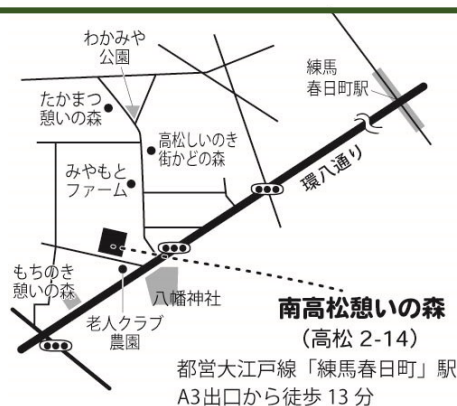 わかみや
公園
練馬
春日町駅
たかまつ
憩いの森
高松しいのき
街かどの森
みやもと
ファーム
環八通り
もちのき
憩いの森
八幡神社
老人クラブ
農園
南高松憩いの森
(高松 2-14)
都営大江戸線「練馬春日町」駅
A3出口から徒歩 13 分